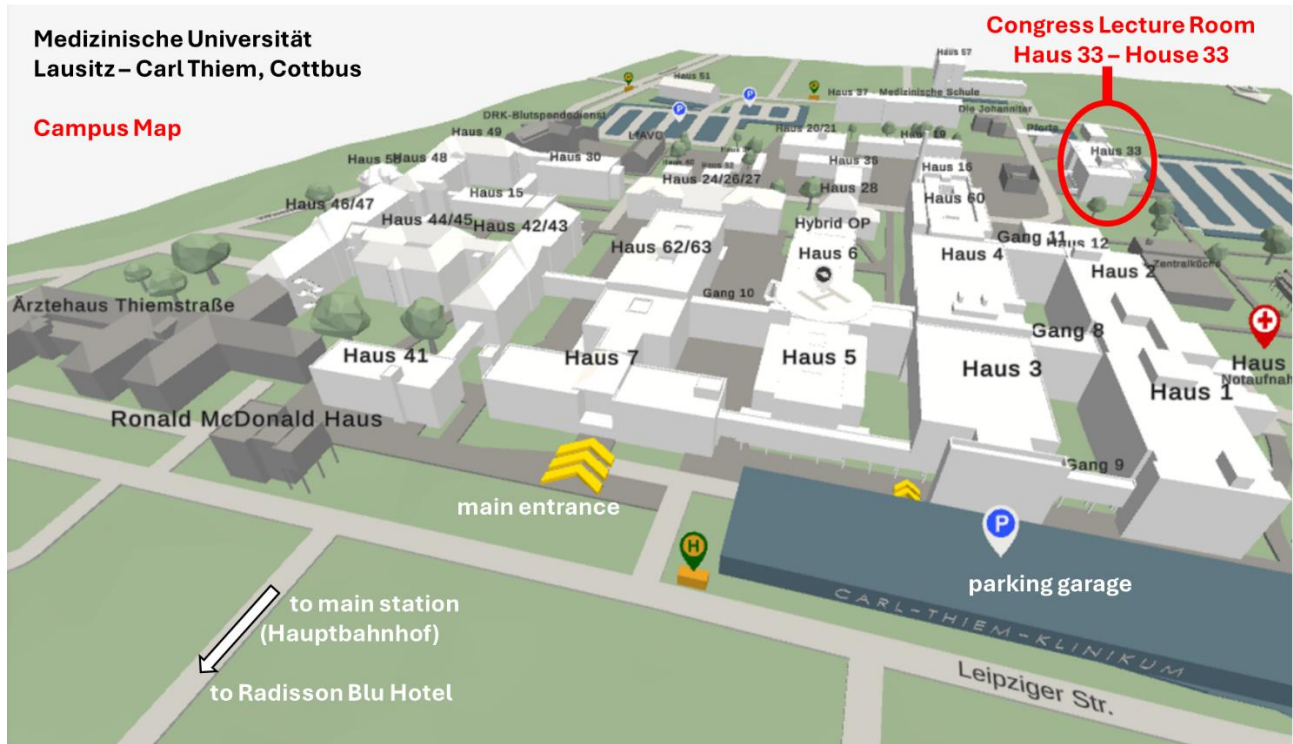 Medizinische Universität
Lausitz – Carl Thiem, Cottbus
Campus Map
Congress Lecture Room
Haus 33 – House 33
Haus 57
Haus 51
Haus 37
Medizinische Schule
Die Johanniter
DRK-Blutspendedienst
Haus 49
LAVG
Haus 20/21
Haus 19
Pforte
Haus 33
Haus 48
Haus 30
Haus 36
Haus 16
Haus 24/26/27
Haus 28
Haus 15
Haus 46/47
Haus 44/45
Haus 42/43
Haus 60
Hybrid OP
Haus 62/63
Haus 6
Gang 11
Haus 12
Haus 4
Haus 2
Zentralküche
Ärztehaus Thiemstraße
Gang 10
Gang 8
Haus 41
Haus 7
Haus 5
Haus 3
Haus 1
Haus
Notaufnah
Ronald McDonald Haus
Gang 9
main entrance
P
H
parking garage
CARL-THIEM-KLINIKUM
to main station
(Hauptbahnhof)
to Radisson Blu Hotel
Leipziger Str.